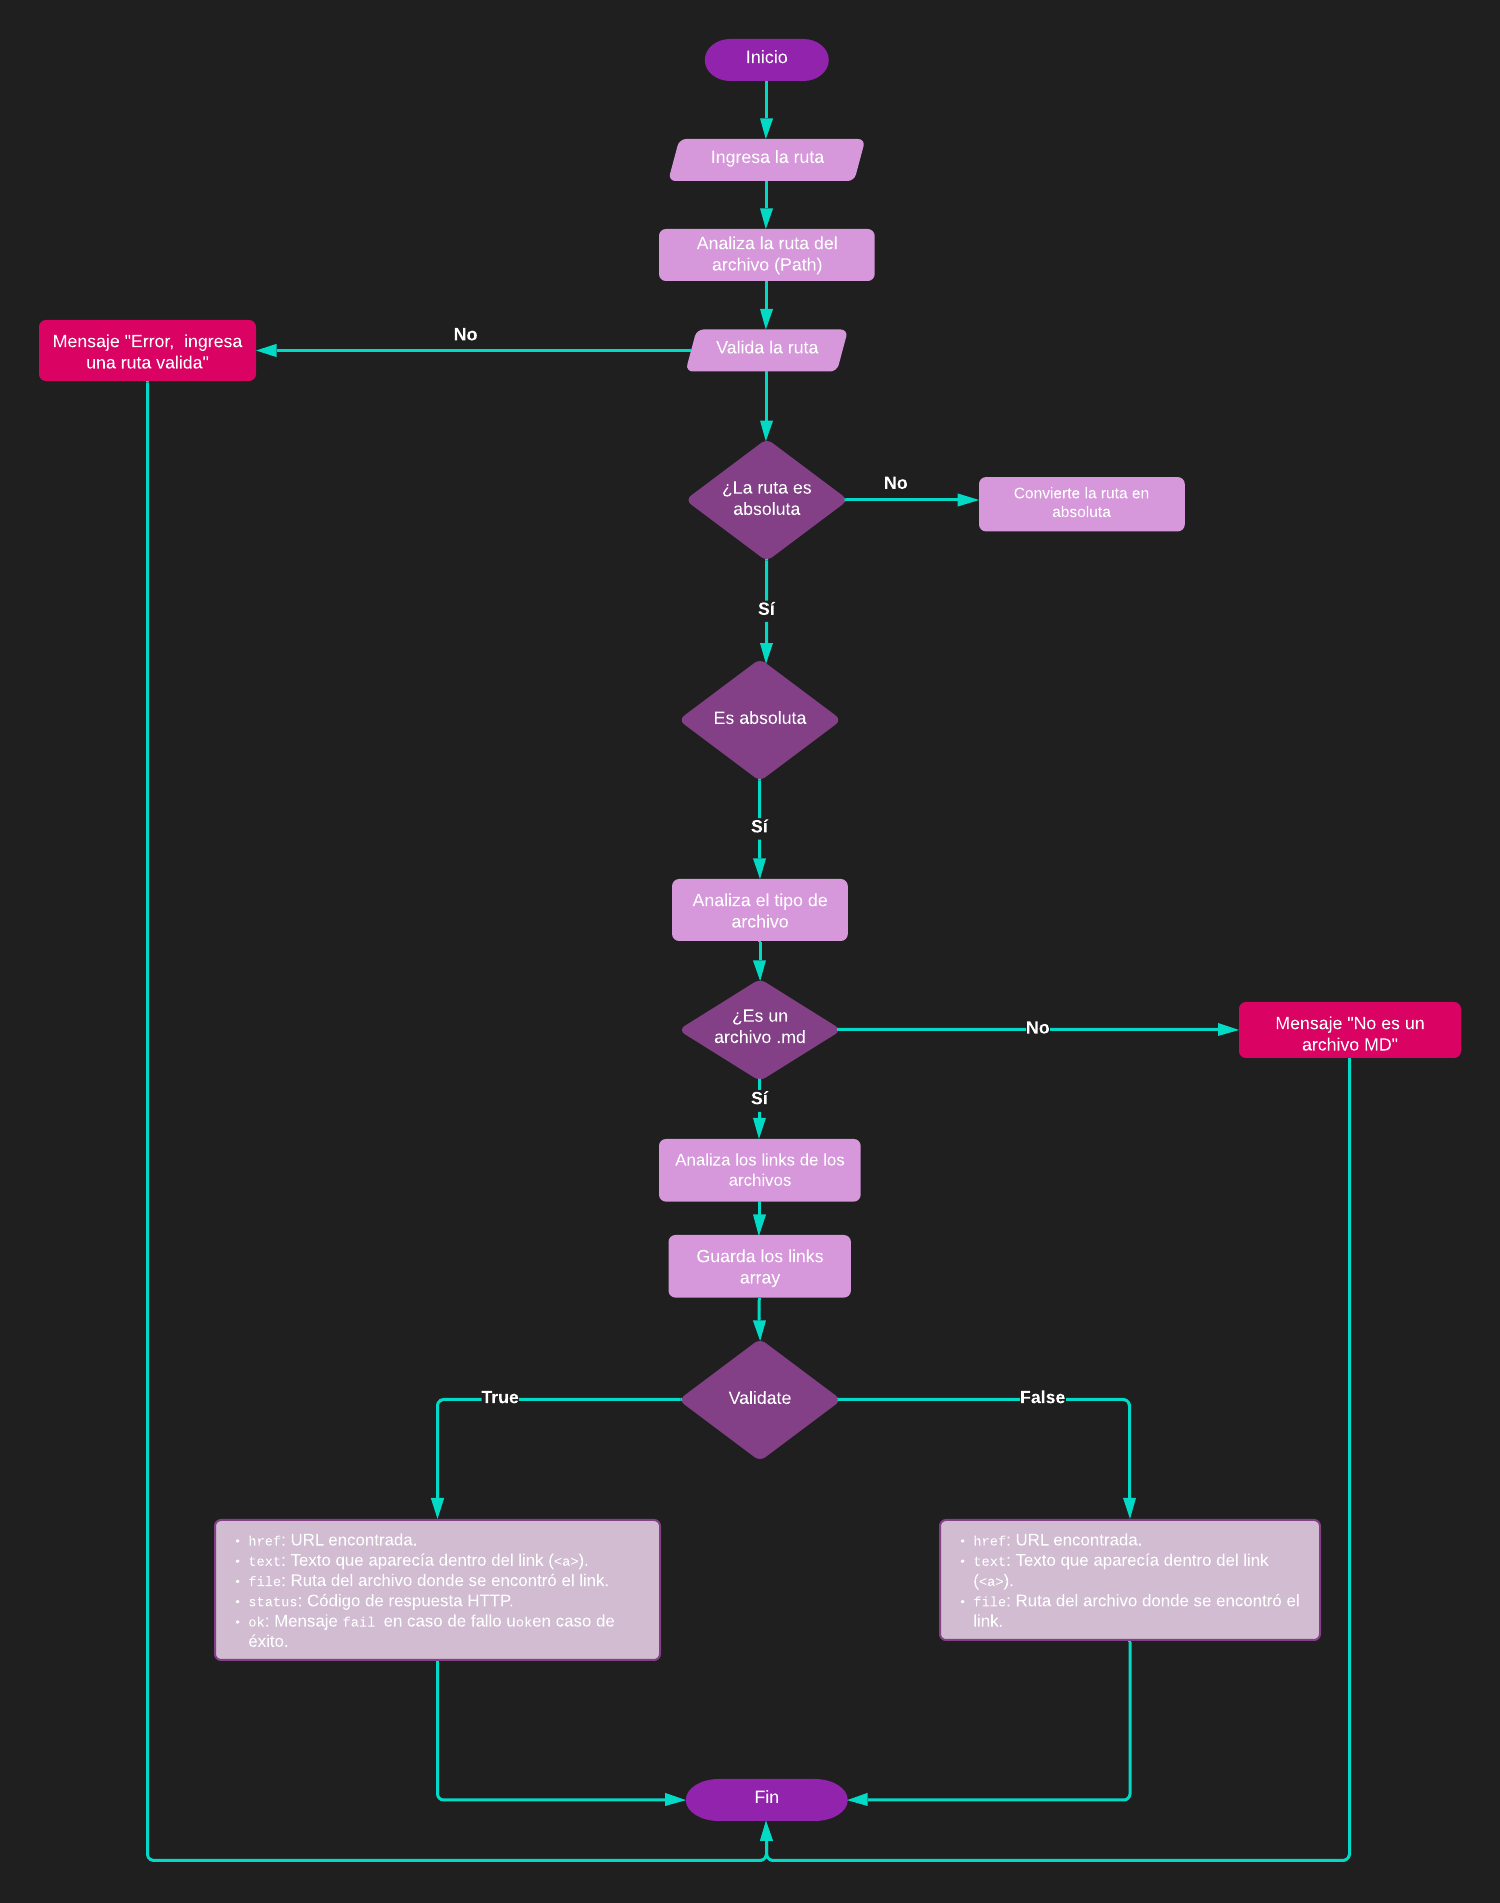 Inicio
Ingresa la ruta
Analiza la ruta del
archivo (Path)
No
Mensaje "Error,  ingresa
una ruta valida"
Valida la ruta
¿La ruta es
absoluta
No
Convierte la ruta en
absoluta
Sí
Es absoluta
Sí
Analiza el tipo de
archivo
¿Es un
archivo .md
No
Mensaje "No es un
archivo MD"
Sí
Analiza los links de los
archivos
Guarda los links
array
True
Validate
False
• href: URL encontrada.
• text: Texto que aparecía dentro del link (<a>).
• file: Ruta del archivo donde se encontró el link.
• status: Código de respuesta HTTP.
• ok: Mensaje fail en caso de fallo uoken caso de
éxito.
• href: URL encontrada.
• text: Texto que aparecía dentro del link
(<a>).
• file: Ruta del archivo donde se encontró el
link.
Fin